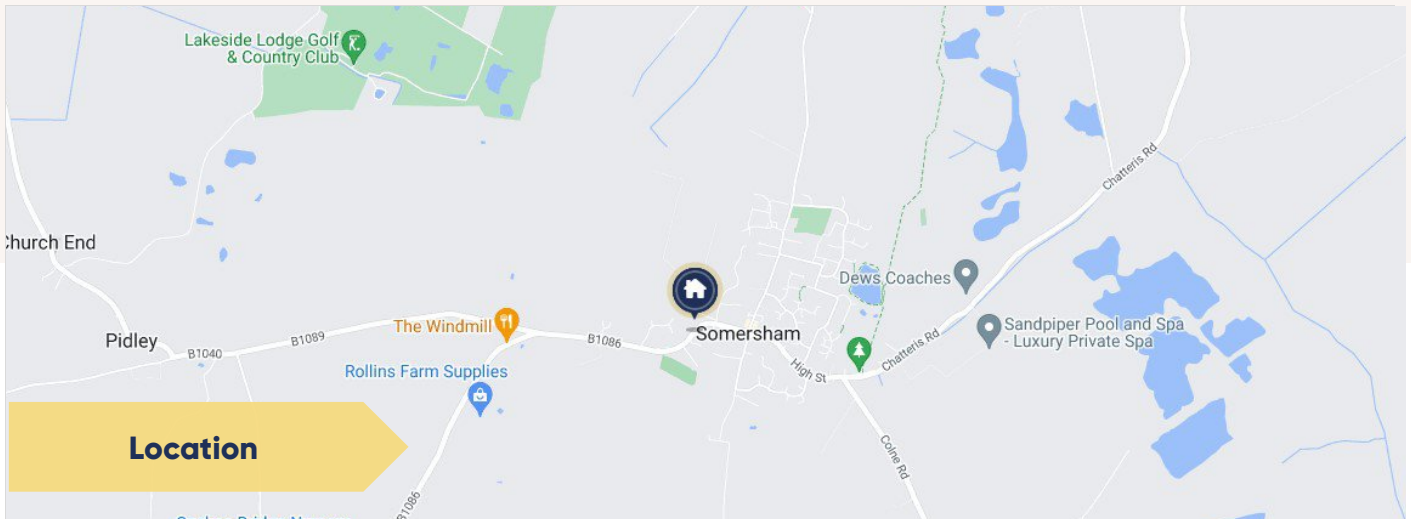 Lakeside Lodge Golf
& Country Club
Chatteris Rd
Church End
Dews Coaches
The Windmill
Somersham
Sandpiper Pool and Spa
- Luxury Private Spa
Pidley
B1040
B1089
B1086
High St
Chatteris Rd
Rollins Farm Supplies
Location
Colne Rd
B1086